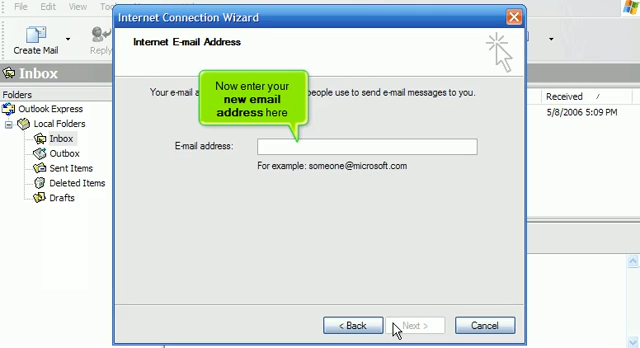 File Edit View Tools
Internet Connection Wizard
Create Mail
Reply
Internet E-mail Address
Inbox
Folders
Outlook Express
Local Folders
Inbox
Outbox
Sent Items
Deleted Items
Drafts
Your e-mail a
people use to send e-mail messages to you.
Now enter your
new email
address here
E-mail address:
For example: someone@microsoft.com
< Back
Next >
Cancel
Received
5/8/2006 5:09 PM